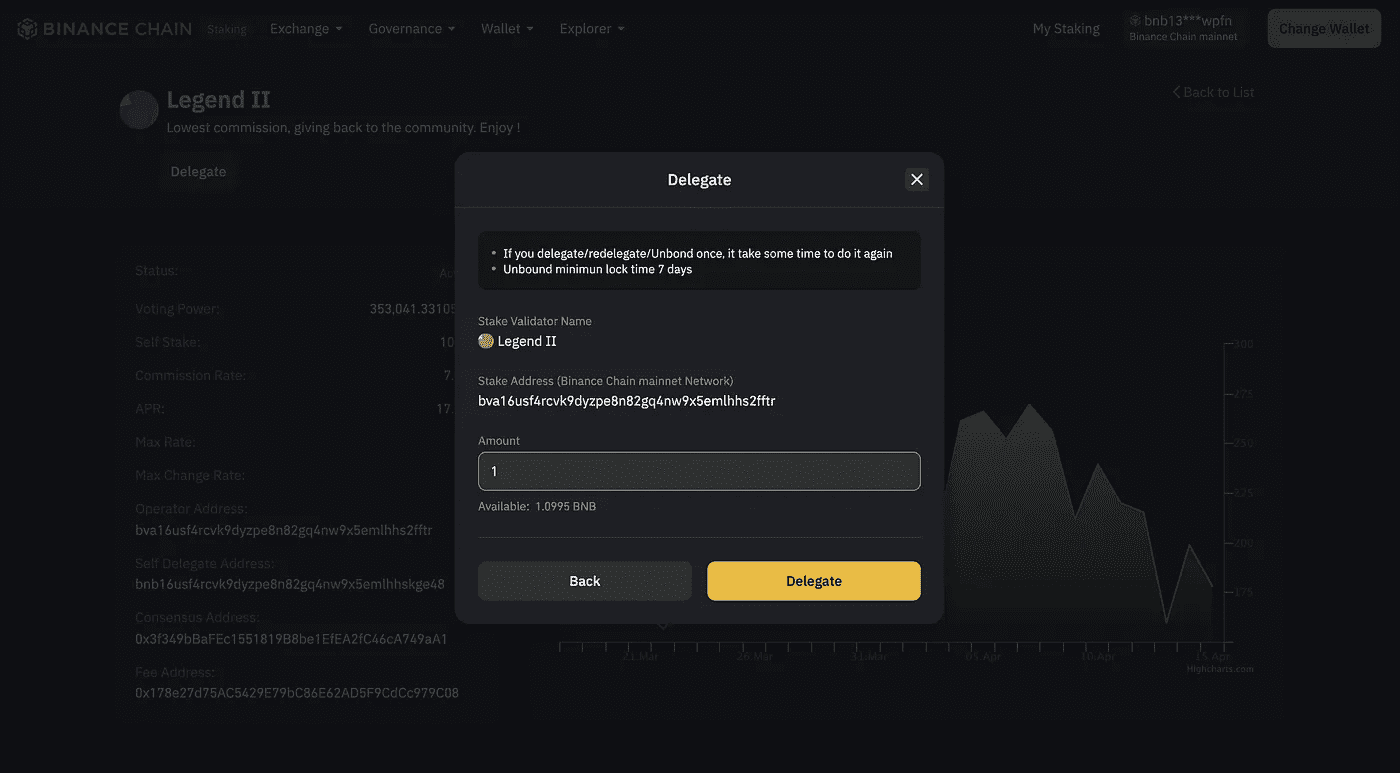 BINANCE CHAIN Staking Exchange Governance Wallet Explorer My Staking bnb13***wpfn Change Wallet
Binance Chain mainnet
Legend II
Back to List
Lowest commission, giving back to the community. Enjoy !
Delegate
Delegate
• If you delegate/redelegate/Unbond once, it take some time to do it again
• Unbound minimun lock time 7 days
Stake Validator Name
Legend II
Stake Address (Binance Chain mainnet Network)
bva16usf4rcvk9dyzpe8n82gq4nw9x5emlhhs2fftr
Amount
1
Available: 1.0995 BNB
Back
Delegate
Status:
Voting Power: 353,041.33105
Self Stake: 10
Commission Rate: 7.
APR: 17.
Max Rate:
Max Change Rate:
Operator Address:
bva16usf4rcvk9dyzpe8n82gq4nw9x5emlhhs2fftr
Self Delegate Address:
bnb16usf4rcvk9dyzpe8n82gq4nw9x5emlhhskge48
Consensus Address:
0x3f349bBaFEc1551819B8be1EfEA2fC46cA749aA1
Fee Address:
0x178e27d75AC5429E79bC86E62AD5F9CdCc979C08
300
275
250
225
200
175
21.Mar 26.Mar 31.Mar 05.Apr 10.Apr 15.Apr
Highcharts.com